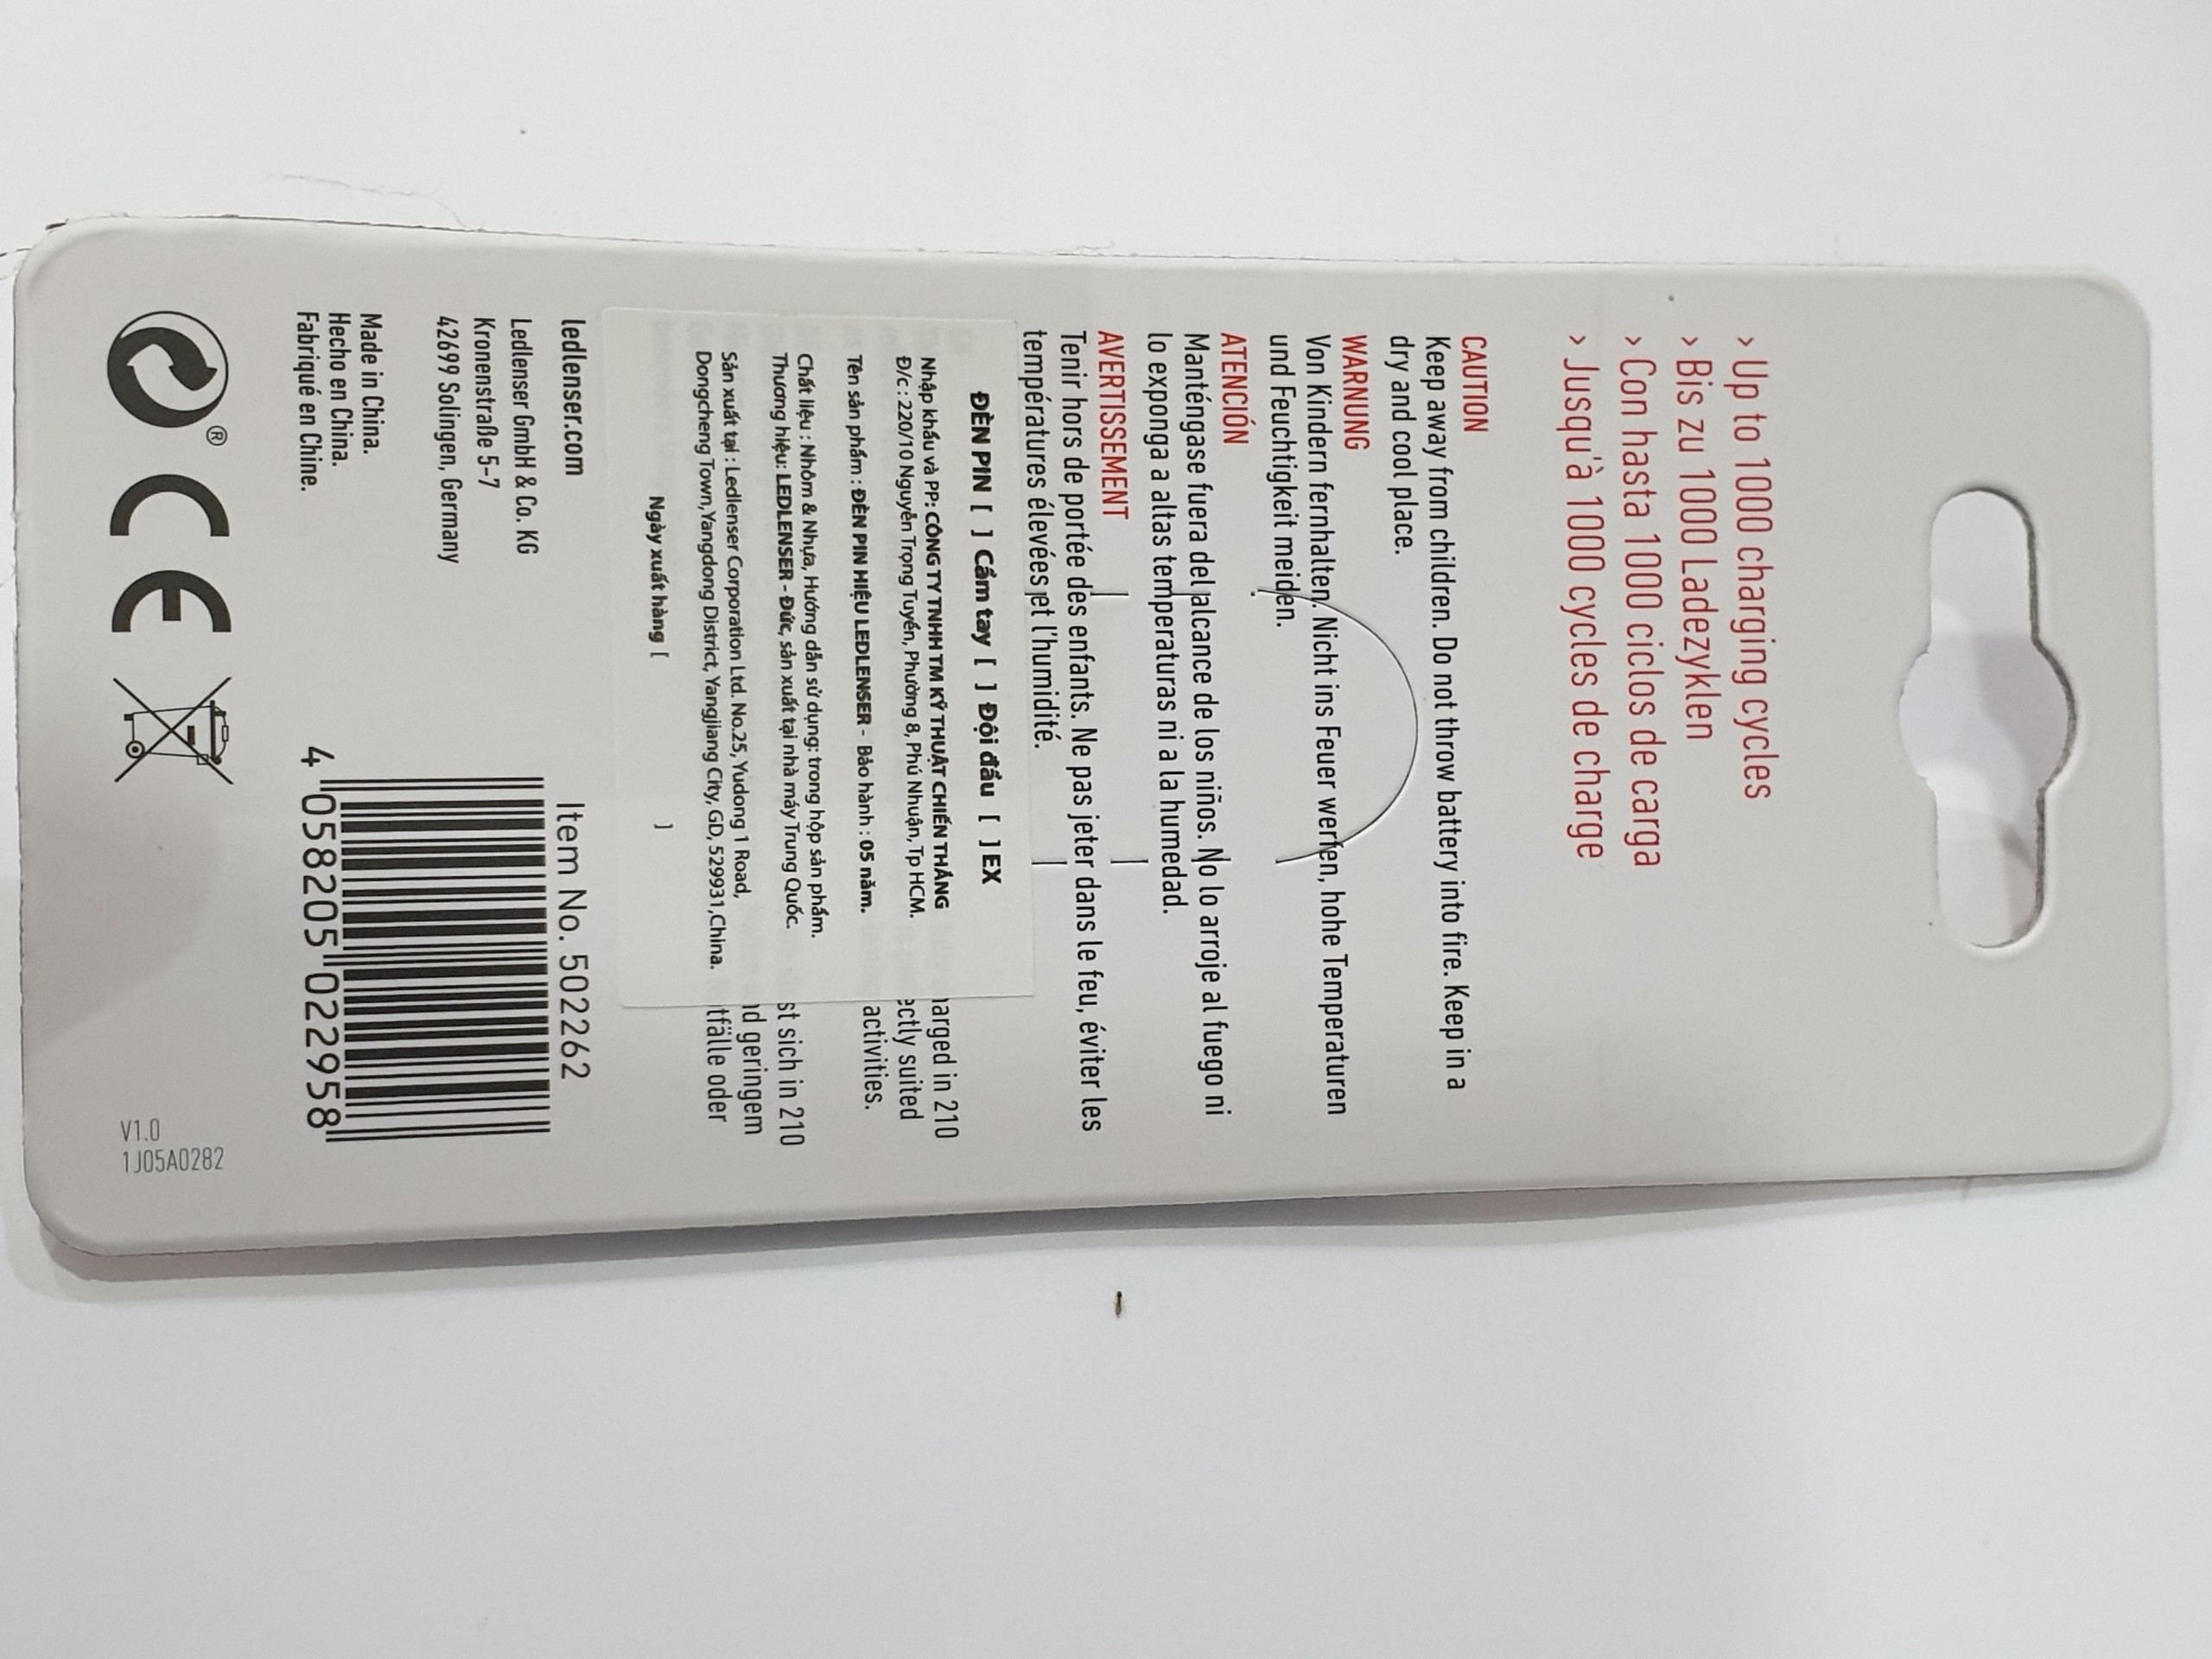 > Up to 1000 charging cycles
> Bis zu 1000 Ladezyklen
> Con hasta 1000 ciclos de carga
> Jusqu'à 1000 cycles de charge
CAUTION
Keep away from children. Do not throw battery into fire. Keep in a
dry and cool place.
WARNUNG
Von Kindern fernhalten. Nicht ins Feuer werfen, hohe Temperaturen
und Feuchtigkeit meiden.
ATENCIÓN
Manténgase fuera del alcance de los niños. No lo arroje al fuego ni
lo exponga a altas temperaturas ni a la humedad.
AVERTISSEMENT
Tenir hors de portée des enfants. Ne pas jeter dans le feu, éviter les
températures élevées et l'humidité.
ĐÈN PIN [ ] Cầm tay [ ] Đội đầu [ ] EX
Nhập khẩu và PP: CÔNG TY TNHH TM KỸ THUẬT CHIẾN THẮNG
Đ/c : 220/10 Nguyễn Trọng Tuyển, Phường 8, Phú Nhuận, Tp HCM.
Tên sản phẩm : ĐÈN PIN HIỆU LEDLENSER - Bảo hành : 05 năm.
Chất liệu : Nhôm & Nhựa, Hướng dẫn sử dụng: trong hộp sản phẩm.
Thương hiệu: LEDLENSER - Đức, sản xuất tại nhà máy Trung Quốc.
Sản xuất tại : Ledlenser Corporation Ltd. No.25, Yudong 1 Road,
Dongcheng Town,Yangdong District, Yangjiang City, GD, 529931,China.
Ngày xuất hàng [ ]
harged in 210
ectly suited
activities.
st sich in 210
nd geringem
tfälle oder
ledlenser.com
Ledlenser GmbH & Co. KG
Kronenstraße 5-7
42699 Solingen, Germany
Made in China.
Hecho en China.
Fabriqué en Chine.
Item No. 502262
4 058205 022958
® CE
V1.0
1J05A0282